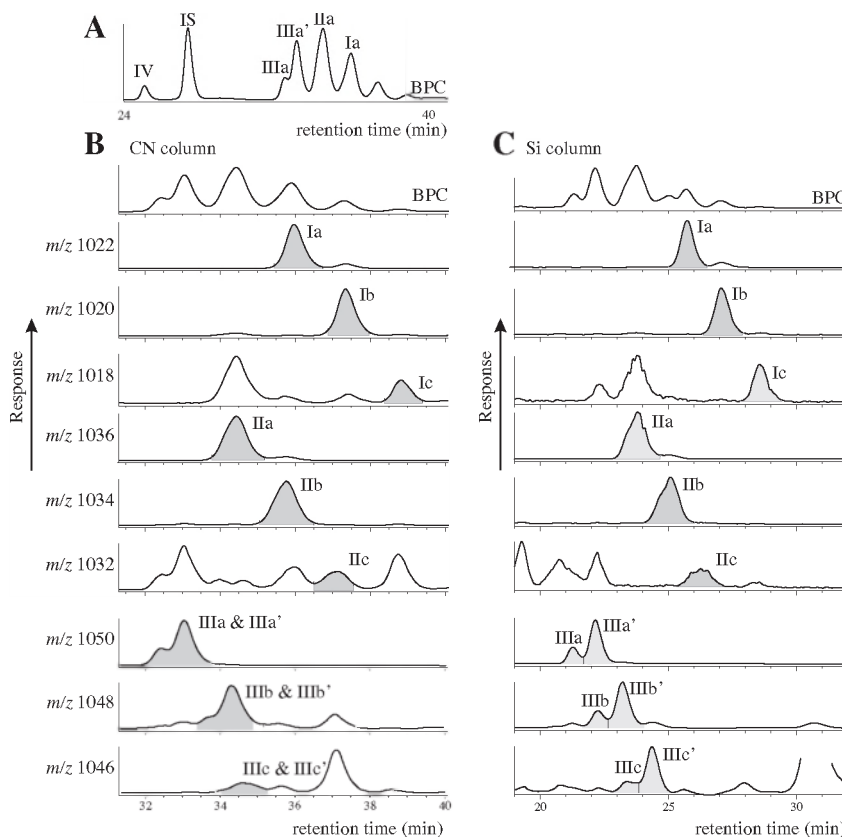 A
IV
IS
IIIa
IIIa’
IIa
Ia
BPC
24
40
retention time (min)
B
CN column
BPC
m/z 1022
Ia
m/z 1020
Ib
m/z 1018
Ic
m/z 1036
IIa
m/z 1034
IIb
m/z 1032
IIc
m/z 1050
IIIa & IIIa’
m/z 1048
IIIb & IIIb’
m/z 1046
IIIc & IIIc’
Response
32 34 36 38 40
retention time (min)
C
Si column
BPC
Ia
Ib
Ic
IIa
IIb
IIc
IIIa
IIIa’
IIIb
IIIb’
IIIc
IIIc’
Response
20 25 30
retention time (min)